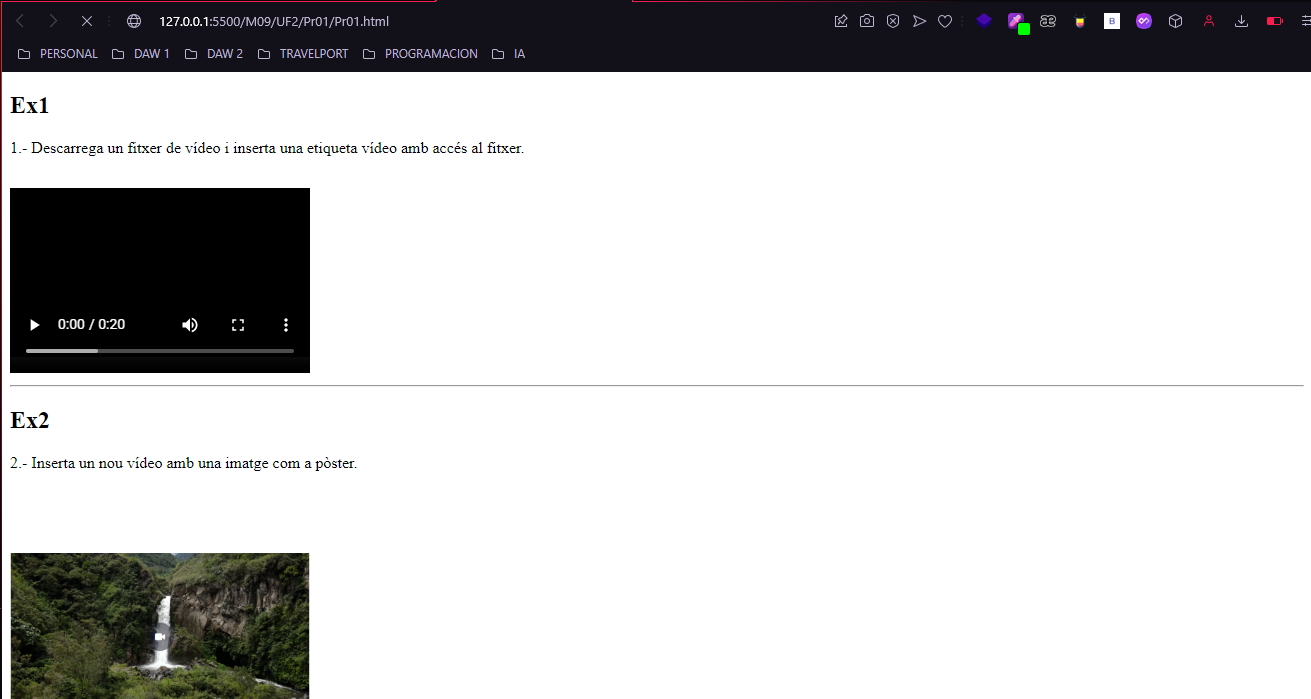 127.0.0.1:5500/M09/UF2/Pr01/Pr01.html
PERSONAL DAW 1 DAW 2 TRAVELPORT PROGRAMACION IA
Ex1
1.- Descarrega un fitxer de vídeo i inserta una etiqueta vídeo amb accés al fitxer.
0:00 / 0:20
Ex2
2.- Inserta un nou vídeo amb una imatge com a pòster.